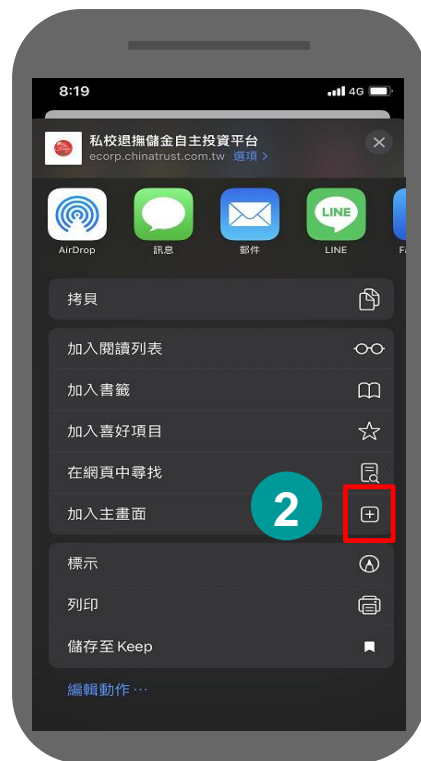 8:19
4G
私校退撫儲金自主投資平台
ecorp.chinatrust.com.tw 選項 >
LINE
AirDrop 訊息 郵件 LINE
拷貝
加入閱讀列表
加入書籤
加入喜好項目
在網頁中尋找
加入主畫面 2
標示
列印
儲存至 Keep
編輯動作⋯